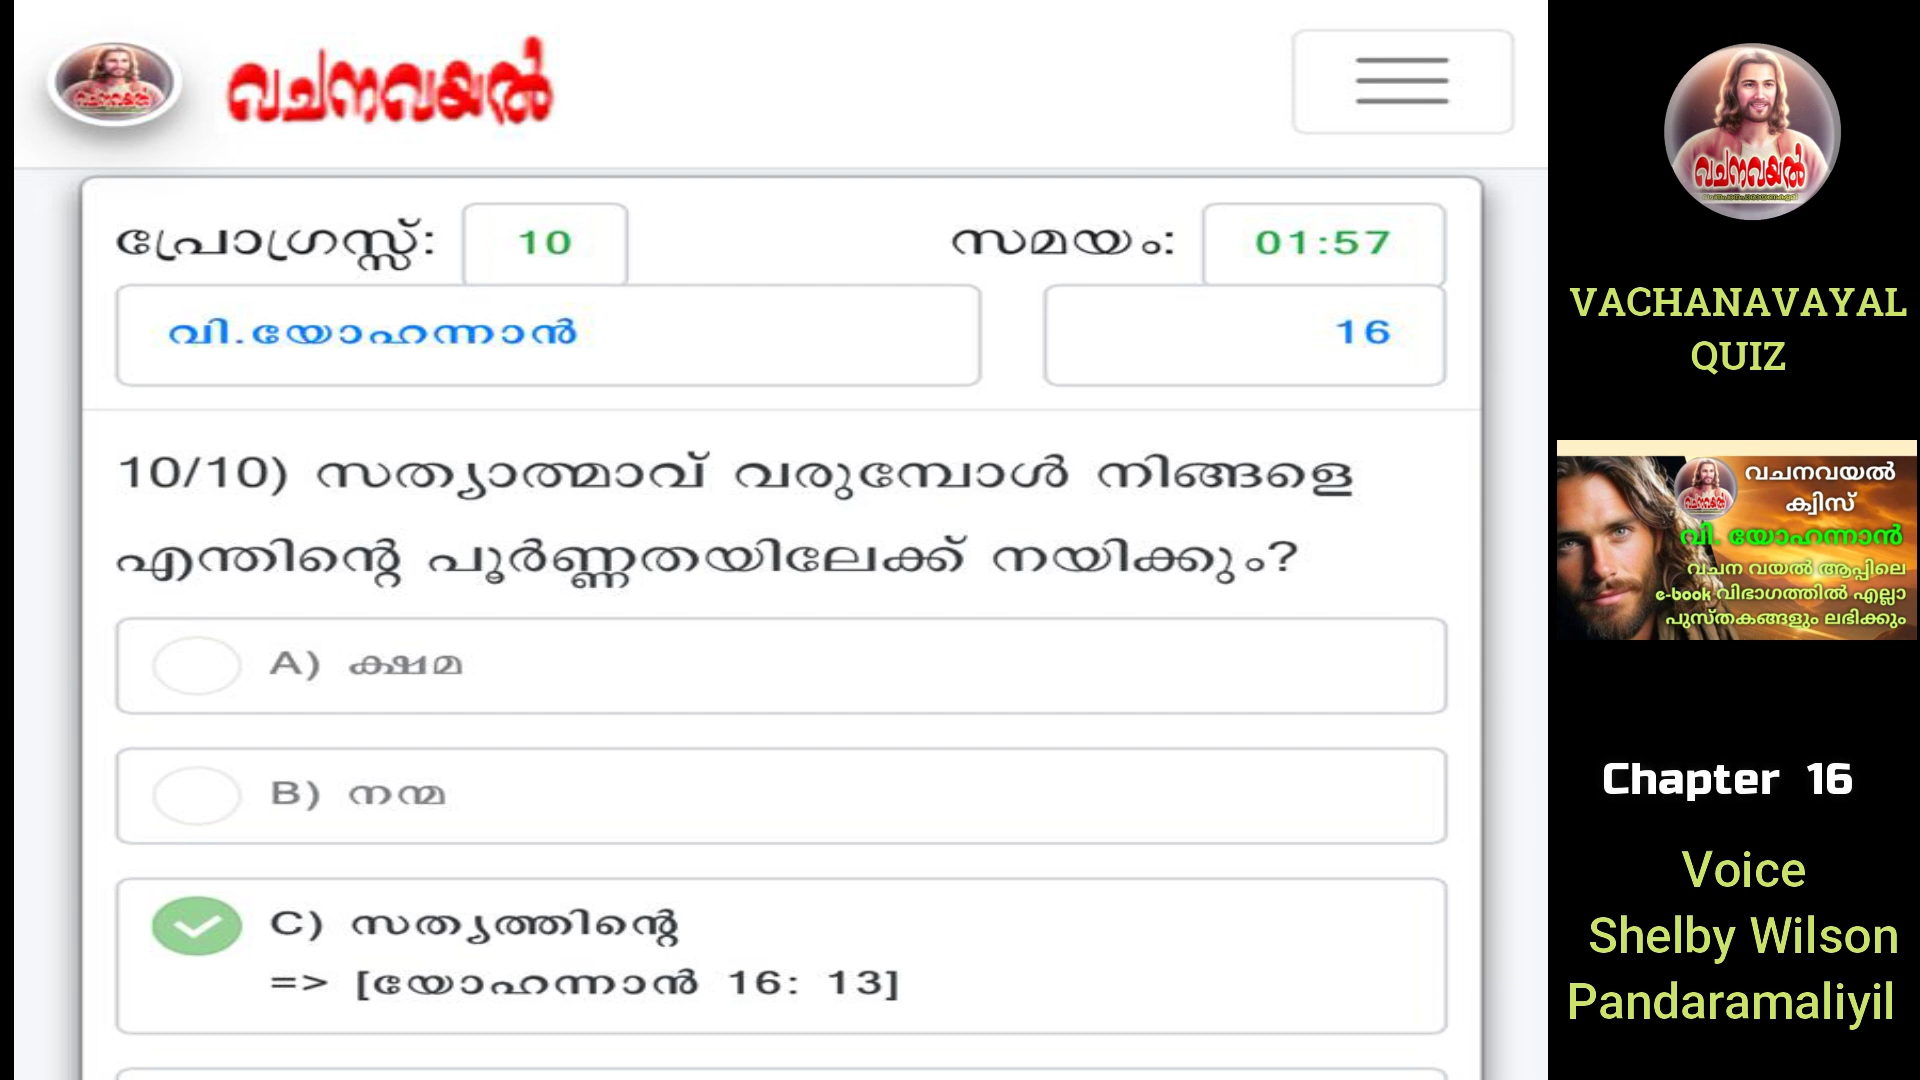 വചനവയൽ
പ്രോഗ്രസ്സ്: 10
സമയം: 01:57
വി.യോഹന്നാൻ
16
10/10) സത്യാത്മാവ് വരുമ്പോൾ നിങ്ങളെ
എന്തിന്റെ പൂർണ്ണതയിലേക്ക് നയിക്കും?
A) ക്ഷമ
B) നന്മ
C) സത്യത്തിന്റെ
=> [യോഹന്നാൻ 16: 13]
വചനവയൽ
VACHANAVAYAL
QUIZ
വചനവയൽ
ക്വിസ്
വി. യോഹന്നാൻ
വചന വയൽ ആപ്പിലെ
e-book വിഭാഗത്തിൽ എല്ലാ
പുസ്തകങ്ങളും ലഭിക്കും
Chapter 16
Voice
Shelby Wilson
Pandaramaliyil